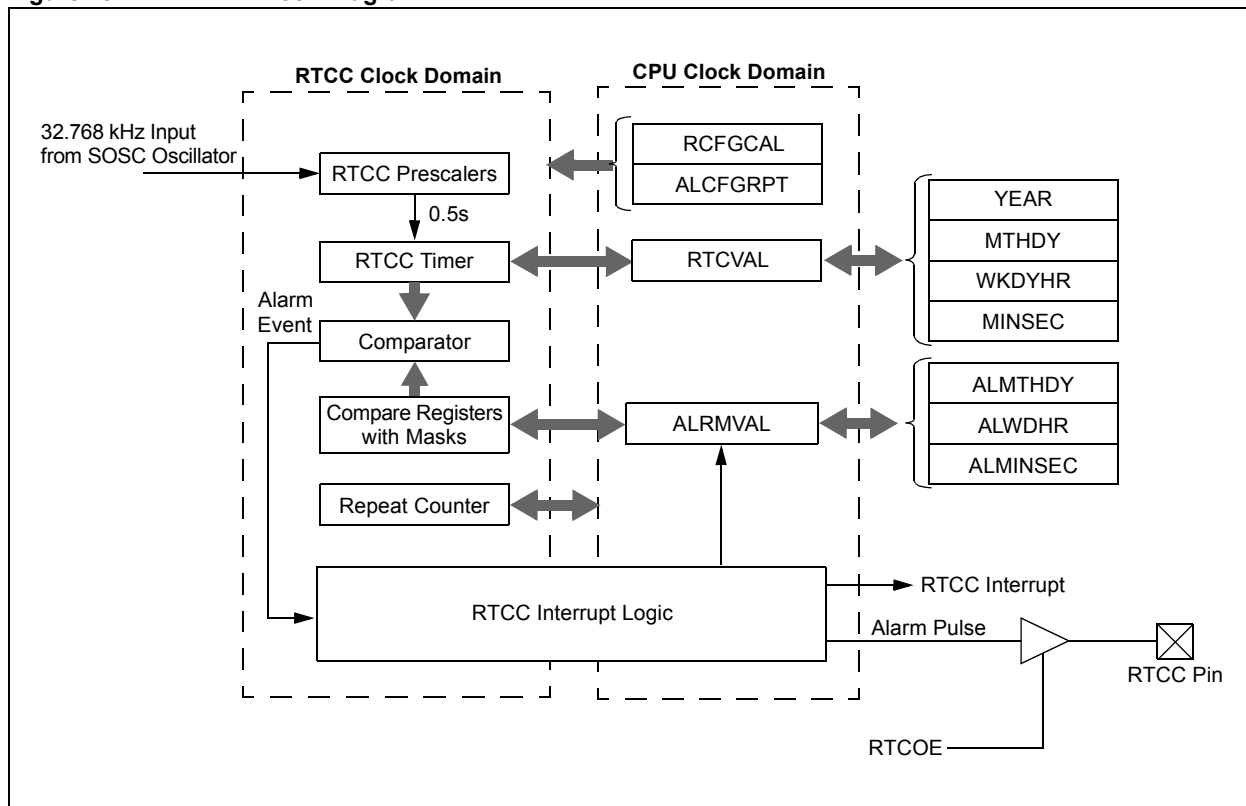 RTCC Clock Domain
CPU Clock Domain
32.768 kHz Input
from SOSC Oscillator
RTCC Prescalers
0.5s
RTCC Timer
Alarm
Event
Comparator
Compare Registers
with Masks
Repeat Counter
RCFGCAL
ALCFGRPT
RTCVAL
ALRMVAL
YEAR
MTHDY
WKDYHR
MINSEC
ALMTHDY
ALWDHR
ALMINSEC
RTCC Interrupt Logic
RTCC Interrupt
Alarm Pulse
RTCC Pin
RTCOE